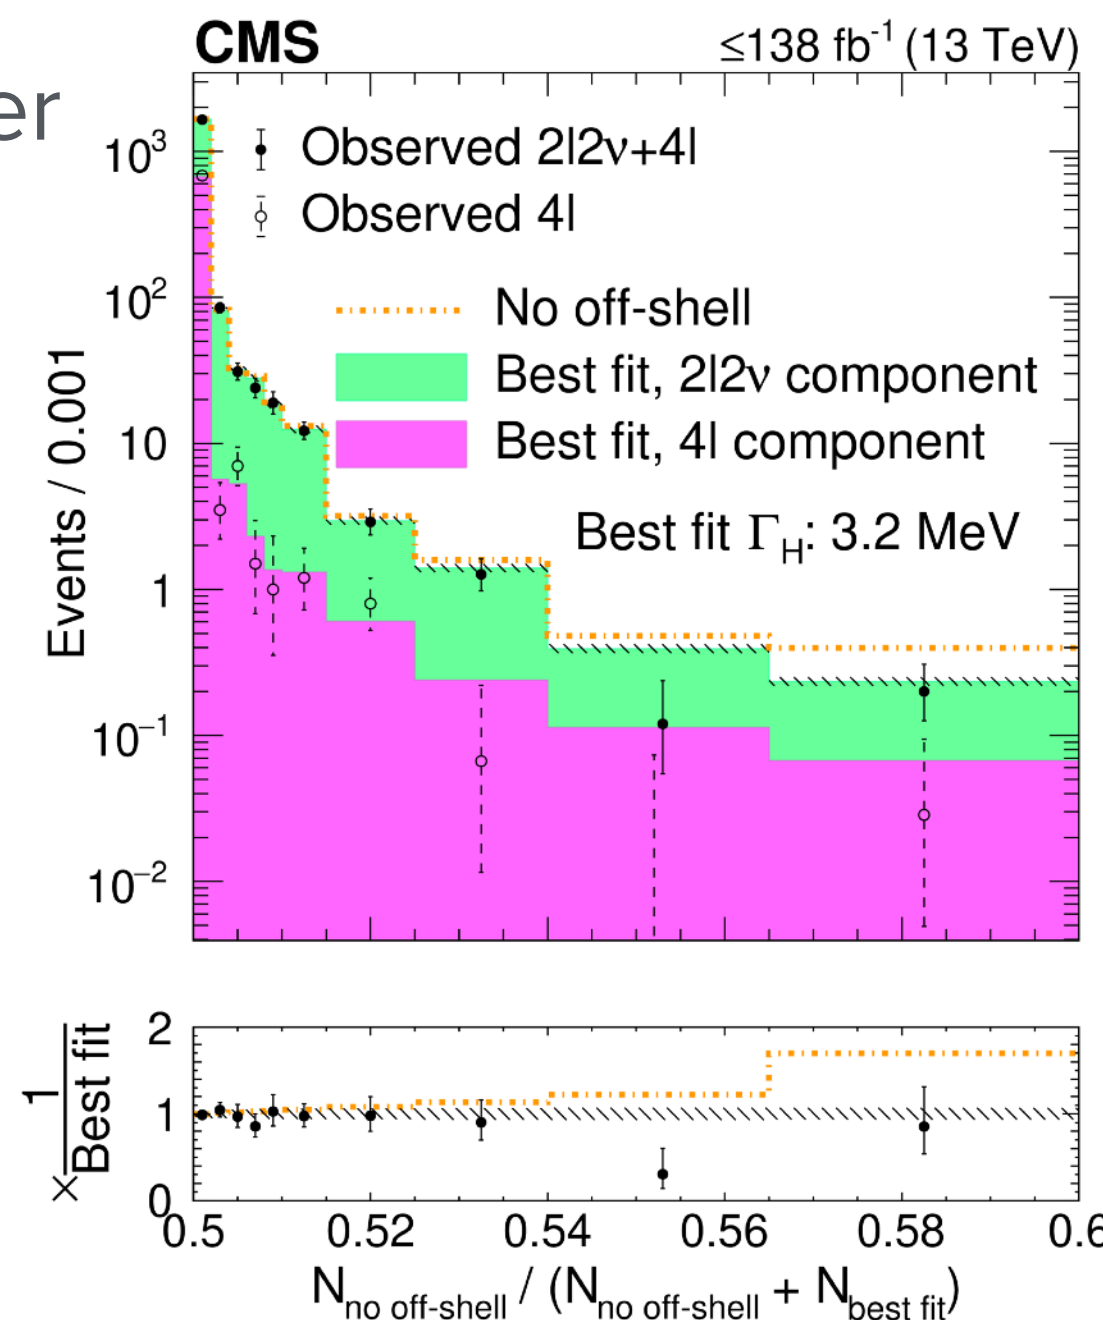 er
CMS ≤138 fb⁻¹ (13 TeV)
Observed 2l2ν+4l
Observed 4l
No off-shell
Best fit, 2l2ν component
Best fit, 4l component
Best fit Γ_H: 3.2 MeV
Events / 0.001
10³
10²
10
1
10⁻¹
10⁻²
× 1 / Best fit
2
1
0
0.5 0.52 0.54 0.56 0.58 0.6
N_no off-shell / (N_no off-shell + N_best fit)